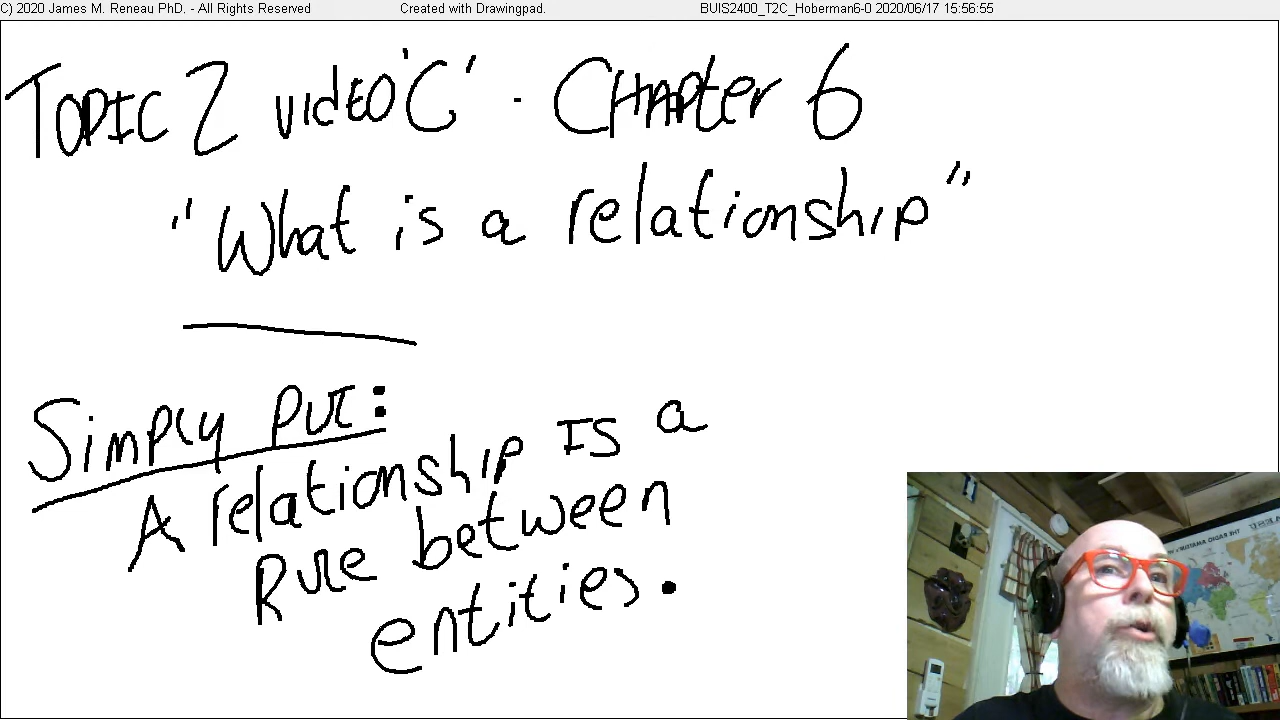 (C) 2020 James M. Reneau PhD. - All Rights Reserved Created with Drawingpad. BUIS2400_T2C_Hoberman6-0 2020/06/17 15:56:55
TOPIC 2 VIDEO 'C' - CHAPTER 6
"What is a relationship"
Simply put:
A relationship IS a
Rule between
entities.